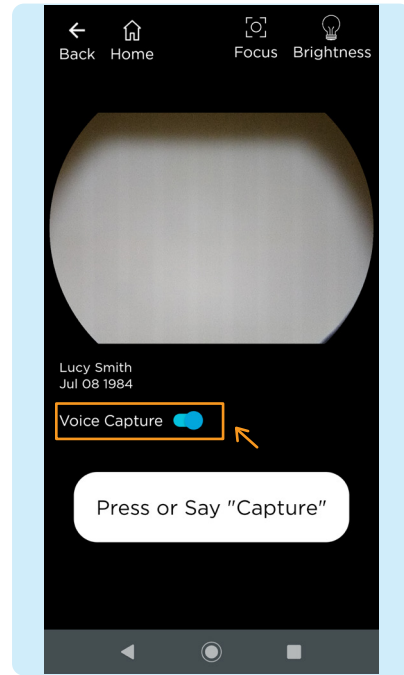 Back Home Focus Brightness
Lucy Smith
Jul 08 1984
Voice Capture
Press or Say "Capture"